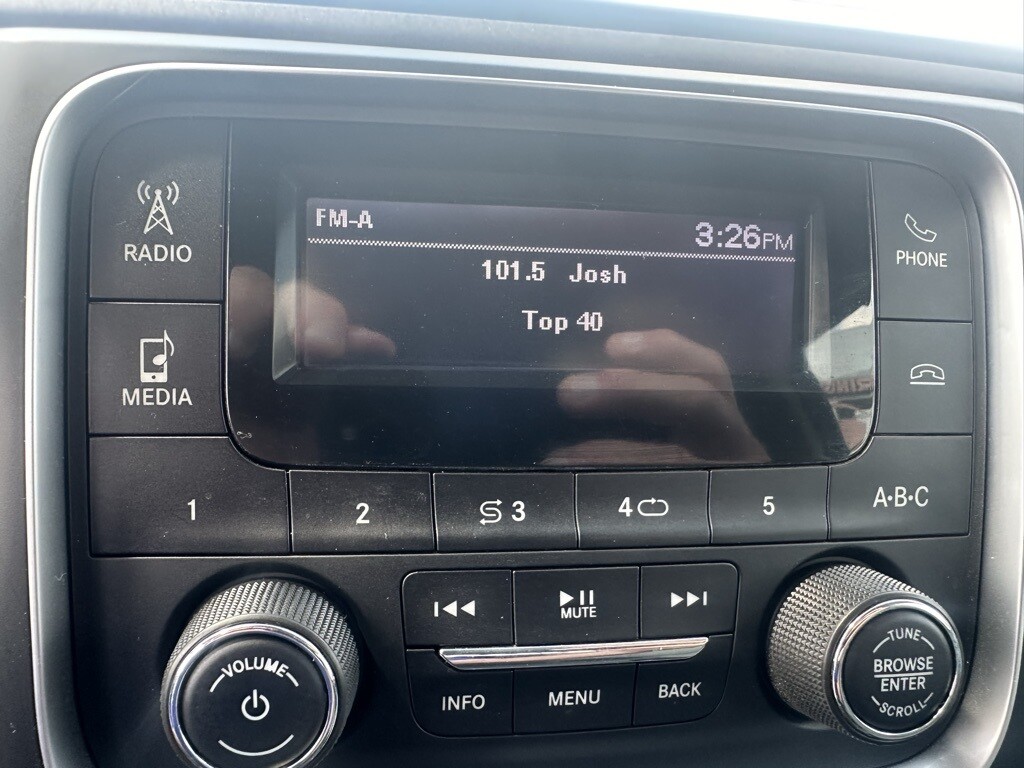 FM-A
3:26PM
101.5 Josh
Top 40
RADIO
MEDIA
PHONE
1
2
3
4
5
A·B·C
MUTE
INFO
MENU
BACK
VOLUME
TUNE
BROWSE
ENTER
SCROLL